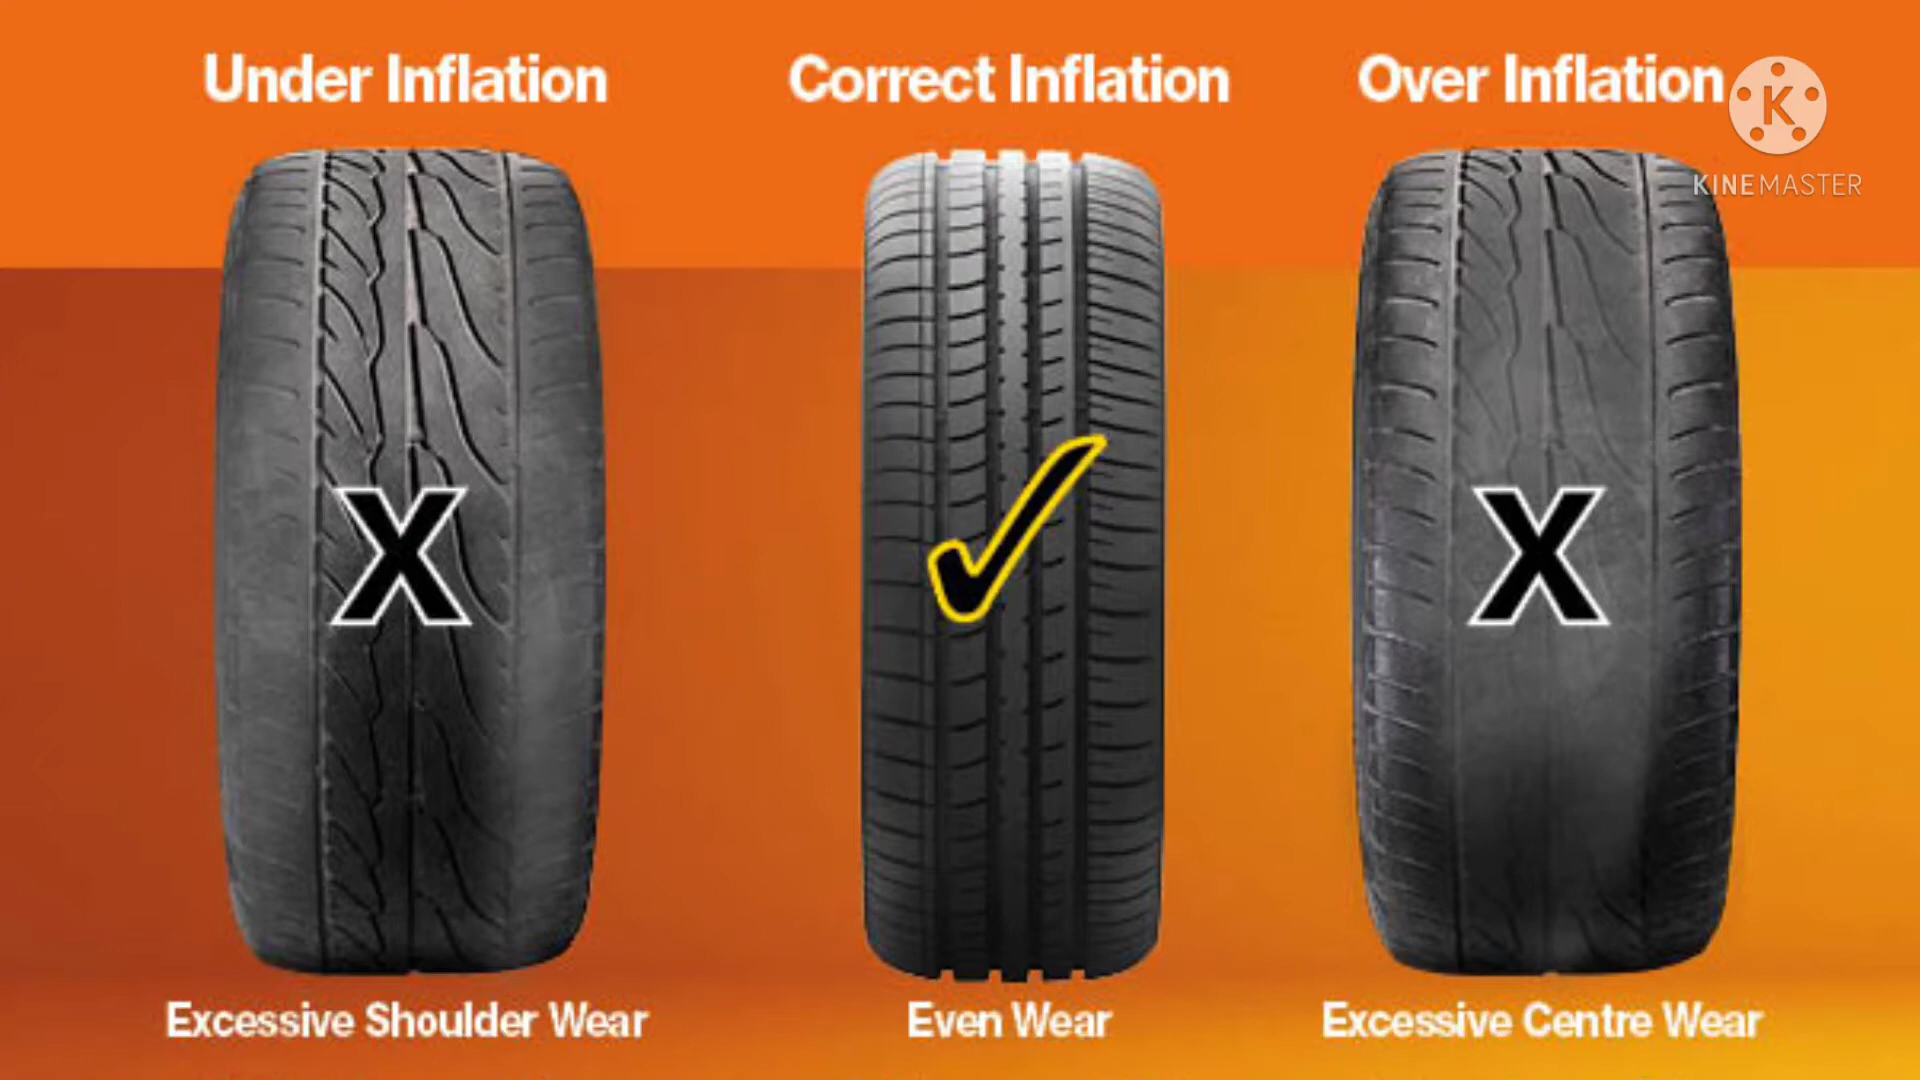 Under Inflation
Correct Inflation
Over Inflation
K
KINEMASTER
X
X
Excessive Shoulder Wear
Even Wear
Excessive Centre Wear